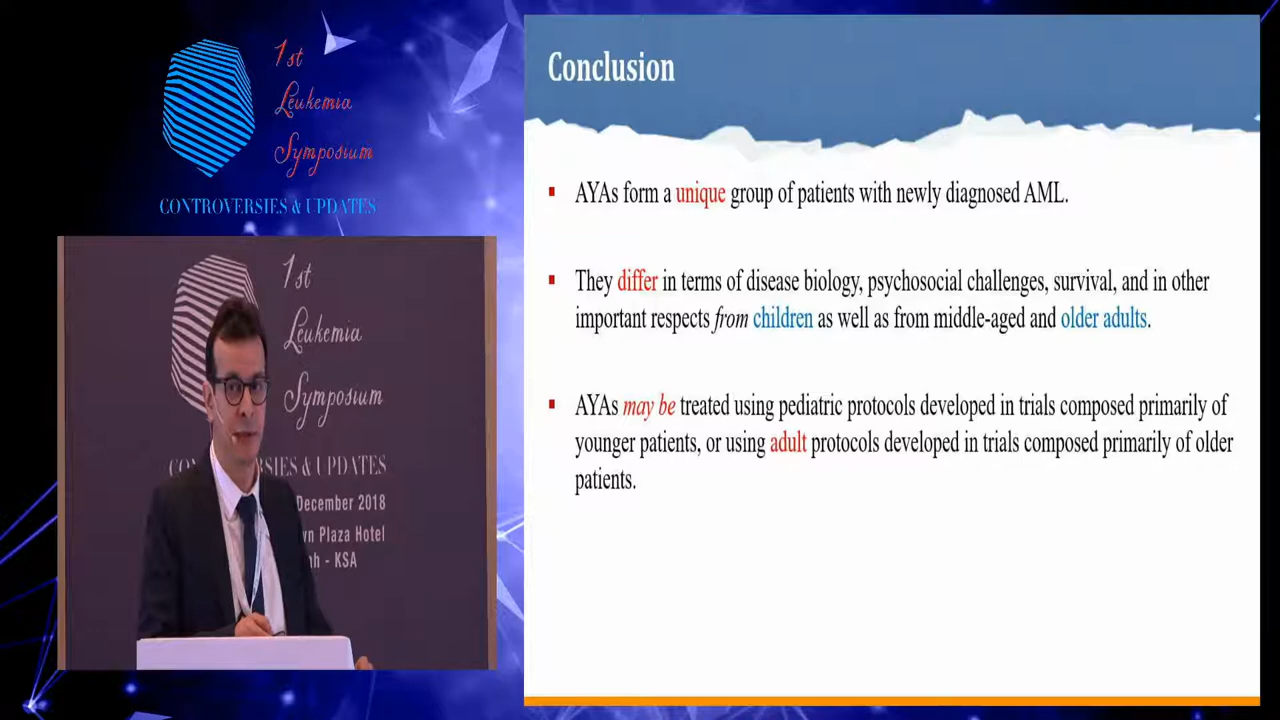 1st
Leukemia
Symposium
CONTROVERSIES & UPDATES
1st
Leukemia
Symposium
SIES & UPDATES
December 2018
wn Plaza Hotel
ah - KSA
Conclusion
AYAs form a unique group of patients with newly diagnosed AML.
They differ in terms of disease biology, psychosocial challenges, survival, and in other
important respects from children as well as from middle-aged and older adults.
AYAs may be treated using pediatric protocols developed in trials composed primarily of
younger patients, or using adult protocols developed in trials composed primarily of older
patients.